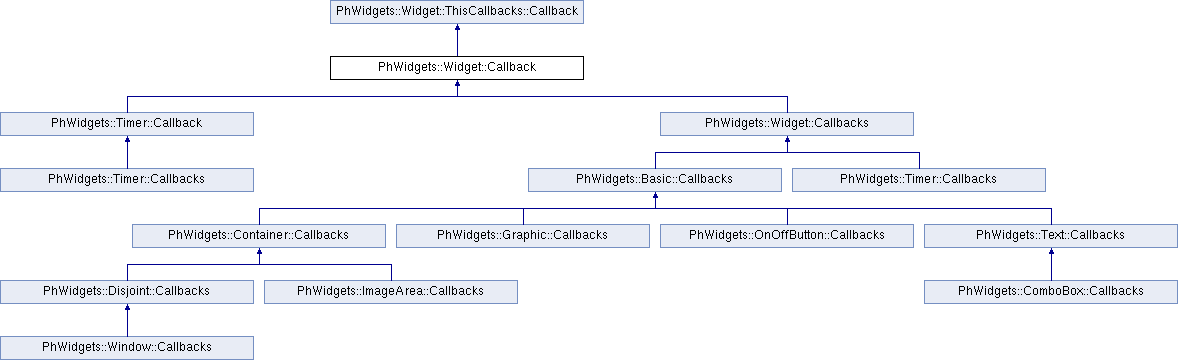 PhWidgets::Widget::ThisCallbacks::Callback
PhWidgets::Widget::Callback
PhWidgets::Timer::Callback
PhWidgets::Widget::Callbacks
PhWidgets::Timer::Callbacks
PhWidgets::Basic::Callbacks
PhWidgets::Timer::Callbacks
PhWidgets::Container::Callbacks
PhWidgets::Graphic::Callbacks
PhWidgets::OnOffButton::Callbacks
PhWidgets::Text::Callbacks
PhWidgets::Disjoint::Callbacks
PhWidgets::ImageArea::Callbacks
PhWidgets::ComboBox::Callbacks
PhWidgets::Window::Callbacks